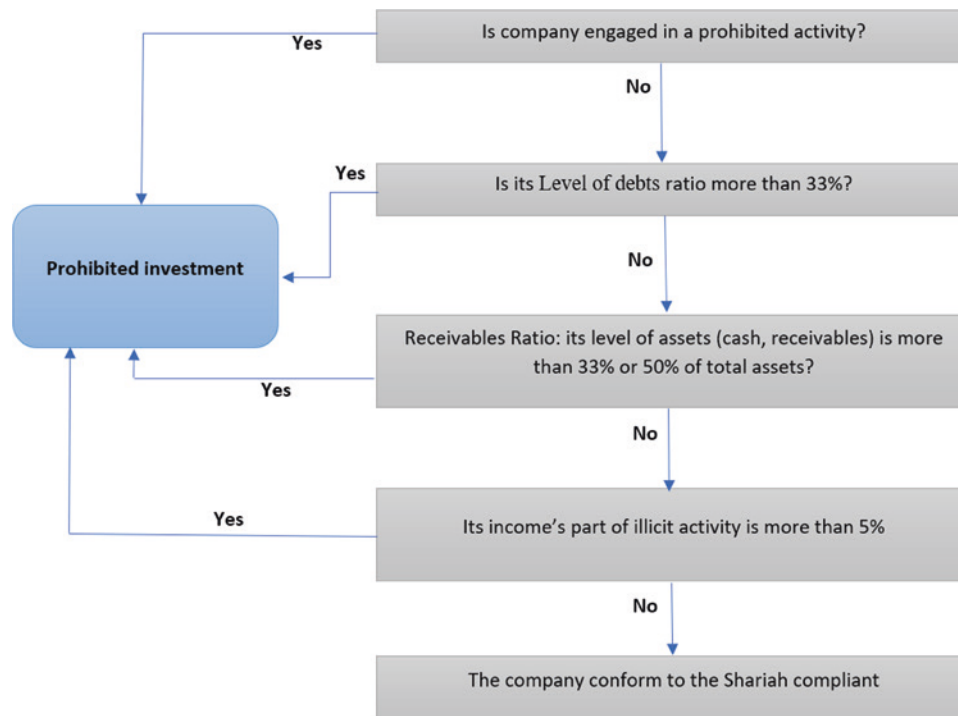 Is company engaged in a prohibited activity?
Yes
No
Is its Level of debts ratio more than 33%?
Yes
Prohibited investment
No
Receivables Ratio: its level of assets (cash, receivables) is more
than 33% or 50% of total assets?
Yes
No
Its income’s part of illicit activity is more than 5%
Yes
No
The company conform to the Shariah compliant